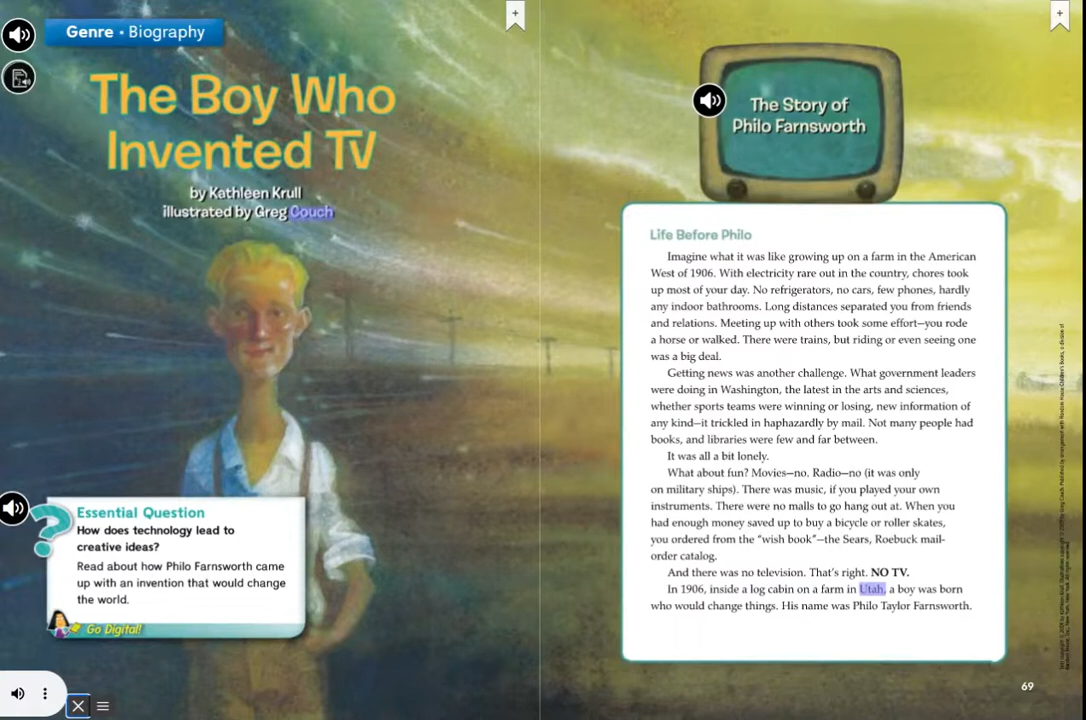 Genre • Biography
The Boy Who
Invented TV
by Kathleen Krull
illustrated by Greg Couch
Essential Question
How does technology lead to
creative ideas?
Read about how Philo Farnsworth came
up with an invention that would change
the world.
Go Digital!
The Story of
Philo Farnsworth
Life Before Philo
Imagine what it was like growing up on a farm in the American
West of 1906. With electricity rare out in the country, chores took
up most of your day. No refrigerators, no cars, few phones, hardly
any indoor bathrooms. Long distances separated you from friends
and relations. Meeting up with others took some effort—you rode
a horse or walked. There were trains, but riding or even seeing one
was a big deal.
Getting news was another challenge. What government leaders
were doing in Washington, the latest in the arts and sciences,
whether sports teams were winning or losing, new information of
any kind—it trickled in haphazardly by mail. Not many people had
books, and libraries were few and far between.
It was all a bit lonely.
What about fun? Movies—no. Radio—no (it was only
on military ships). There was music, if you played your own
instruments. There were no malls to go hang out at. When you
had enough money saved up to buy a bicycle or roller skates,
you ordered from the “wish book”—the Sears, Roebuck mail-
order catalog.
And there was no television. That’s right. NO TV.
In 1906, inside a log cabin on a farm in Utah, a boy was born
who would change things. His name was Philo Taylor Farnsworth.
69